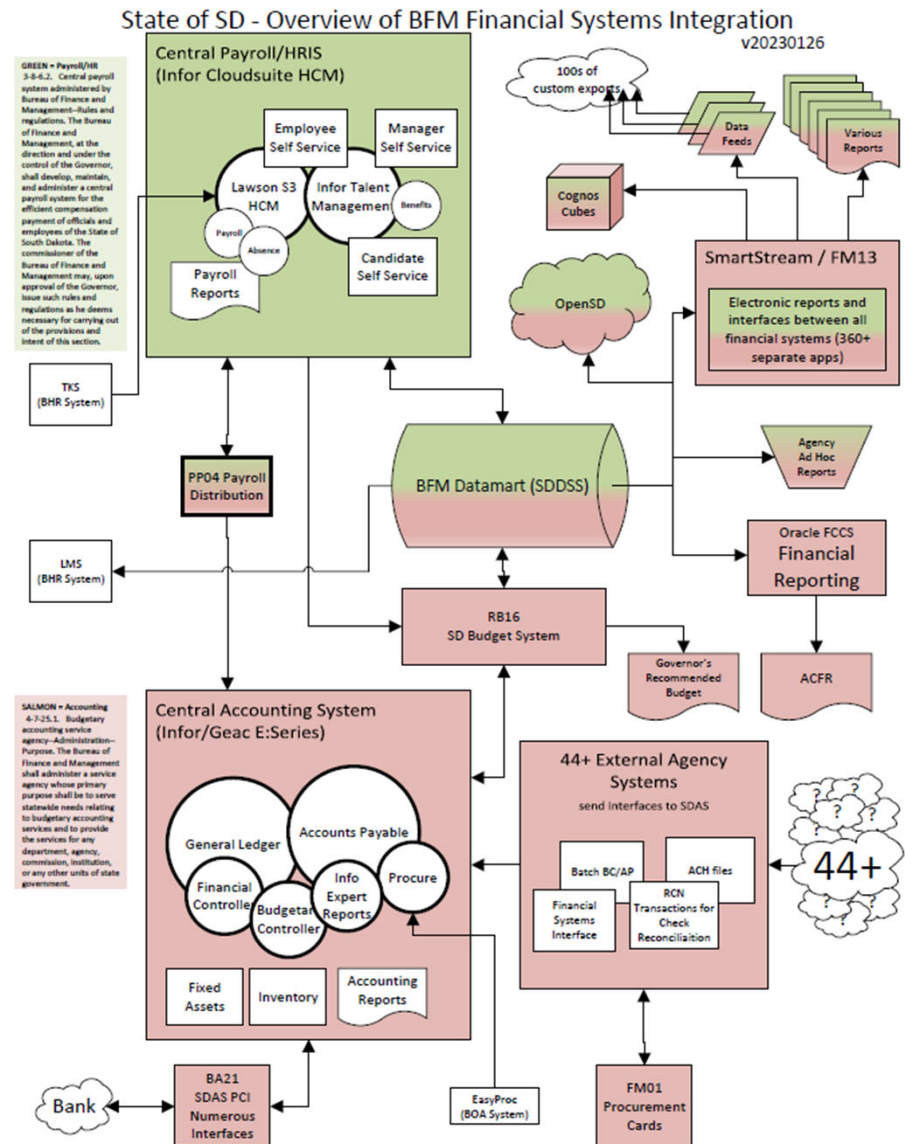 State of SD - Overview of BFM Financial Systems Integration
v20230126
GREEN = Payroll/HR
3-8-6.2. Central payroll
system administered by
Bureau of Finance and
Management--Rules and
regulations. The Bureau
of Finance and
Management, at the
direction and under the
control of the Governor,
shall develop, maintain,
and administer a central
payroll system for the
efficient compensation
payment of officials and
employees of the State of
South Dakota. The
commissioner of the
Bureau of Finance and
Management may, upon
approval of the Governor,
issue such rules and
regulations as he deems
necessary for carrying out
of the provisions and
intent of this section.
Central Payroll/HRIS
(Infor Cloudsuite HCM)
Employee
Self Service
Manager
Self Service
Lawson S3
HCM
Infor Talent
Management
Benefits
Payroll
Absence
Payroll
Reports
Candidate
Self Service
100s of
custom exports
Data
Feeds
Various
Reports
Cognos
Cubes
SmartStream / FM13
Electronic reports and
interfaces between all
financial systems (360+
separate apps)
OpenSD
TKS
(BHR System)
PP04 Payroll
Distribution
BFM Datamart (SDDSS)
Agency
Ad Hoc
Reports
LMS
(BHR System)
Oracle FCCS
Financial
Reporting
RB16
SD Budget System
Governor's
Recommended
Budget
ACFR
SALMON = Accounting
4-7-25.1. Budgetary
accounting service
agency--Administration--
Purpose. The Bureau of
Finance and Management
shall administer a service
agency whose primary
purpose shall be to serve
statewide needs relating
to budgetary accounting
services and to provide
the services for any
department, agency,
commission, institution,
or any other units of state
government.
Central Accounting System
(Infor/Geac E:Series)
General Ledger
Accounts Payable
Financial
Controller
Budgetary
Controller
Info
Expert
Reports
Procure
Fixed
Assets
Inventory
Accounting
Reports
44+ External Agency
Systems
send interfaces to SDAS
Batch BC/AP
ACH files
Financial
Systems
Interface
RCN
Transactions for
Check
Reconciliaition
?
?
?
?
?
44+
?
?
?
?
?
Bank
BA21
SDAS PCI
Numerous
Interfaces
EasyProc
(BOA System)
FM01
Procurement
Cards